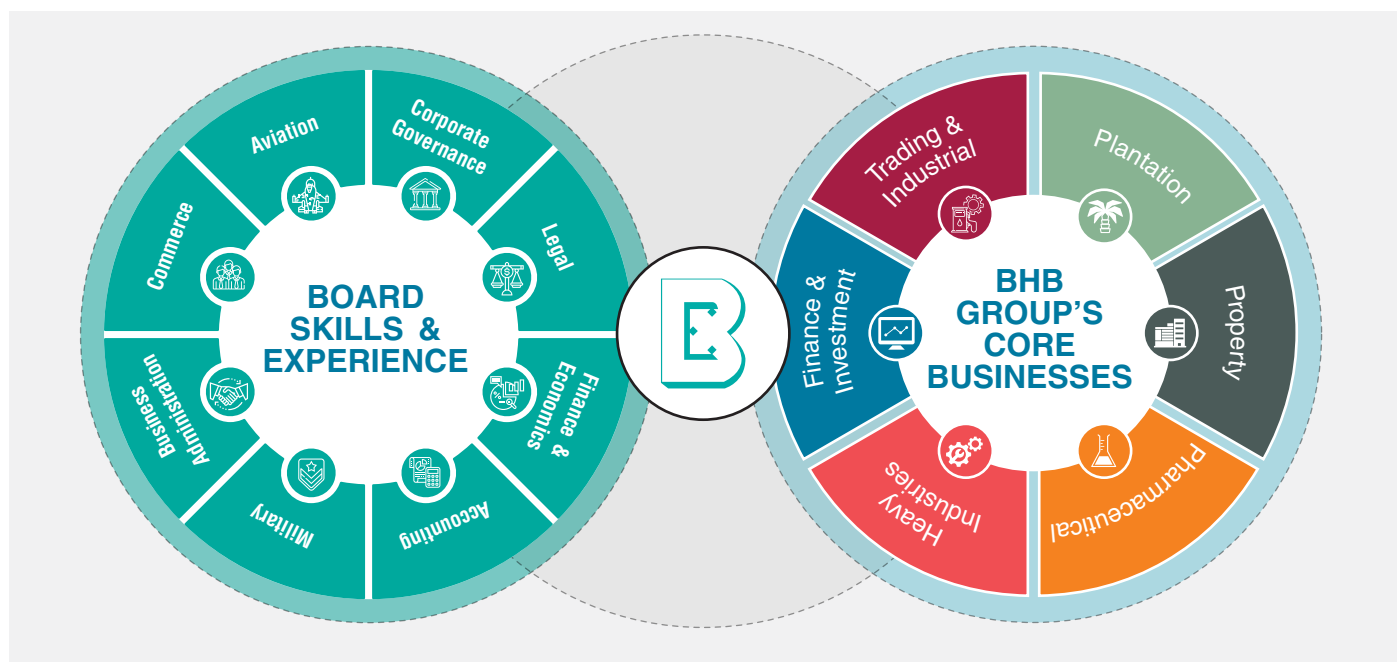 Aviation
Corporate
Governance
Legal
Finance &
Economics
Accounting
Military
Business
Administration
Commerce
BOARD
SKILLS &
EXPERIENCE
B
Trading &
Industrial
Plantation
Property
Pharmaceutical
Heavy
Industries
Finance &
Investment
BHB
GROUP’S
CORE
BUSINESSES